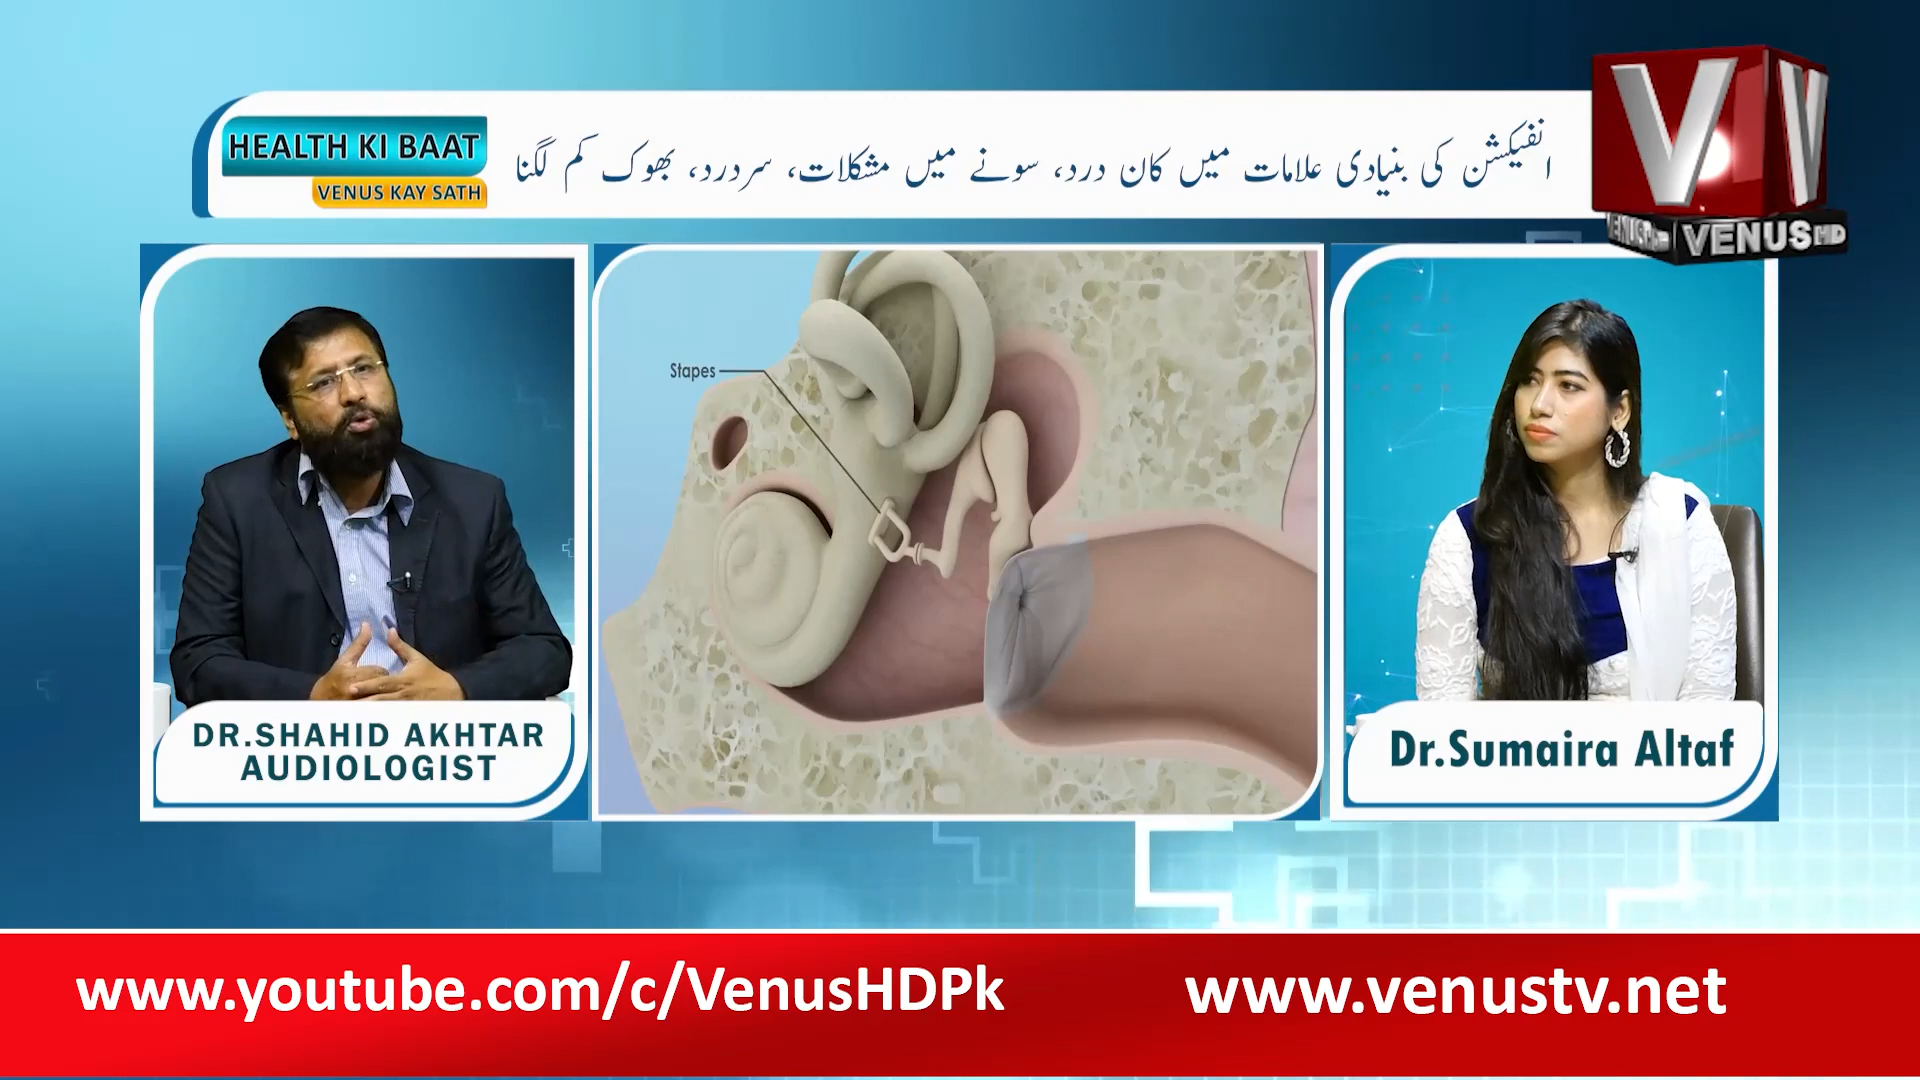 HEALTH KI BAAT
VENUS KAY SATH
انفیکشن کی بنیادی علامات میں کان درد، سونے میں مشکلات، سردرد، بھوک کم لگنا
V V
VENUS HD
Stapes
DR.SHAHID AKHTAR
AUDIOLOGIST
Dr.Sumaira Altaf
www.youtube.com/c/VenusHDPk
www.venustv.net